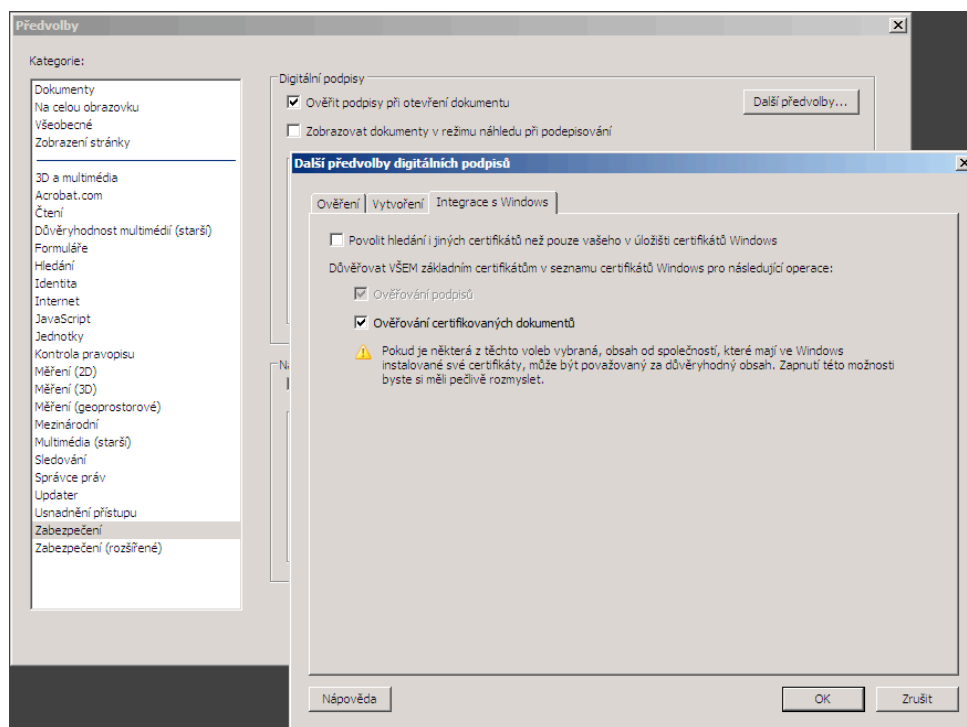 Předvolby
Kategorie:
Dokumenty
Na celou obrazovku
Všeobecné
Zobrazení stránky
3D a multimédia
Acrobat.com
Čtení
Důvěryhodnost multimédií (starší)
Formuláře
Hledání
Identita
Internet
JavaScript
Jednotky
Kontrola pravopisu
Měření (2D)
Měření (3D)
Měření (geoprostorové)
Mezinárodní
Multimédia (starší)
Sledování
Správce práv
Updater
Usnadnění přístupu
Zabezpečení
Zabezpečení (rozšířené)
Digitální podpisy
Ověřit podpisy při otevření dokumentu
Další předvolby...
Zobrazovat dokumenty v režimu náhledu při podepisování
Další předvolby digitálních podpisů
Ověření Vytvoření Integrace s Windows
Povolit hledání i jiných certifikátů než pouze vašeho v úložišti certifikátů Windows
Důvěřovat VŠEM základním certifikátům v seznamu certifikátů Windows pro následující operace:
Ověřování podpisů
Ověřování certifikovaných dokumentů
Pokud je některá z těchto voleb vybraná, obsah od společností, které mají ve Windows
instalované své certifikáty, může být považovaný za důvěryhodný obsah. Zapnutí této možnosti
byste si měli pečlivě rozmyslet.
Nápověda
OK
Zrušit